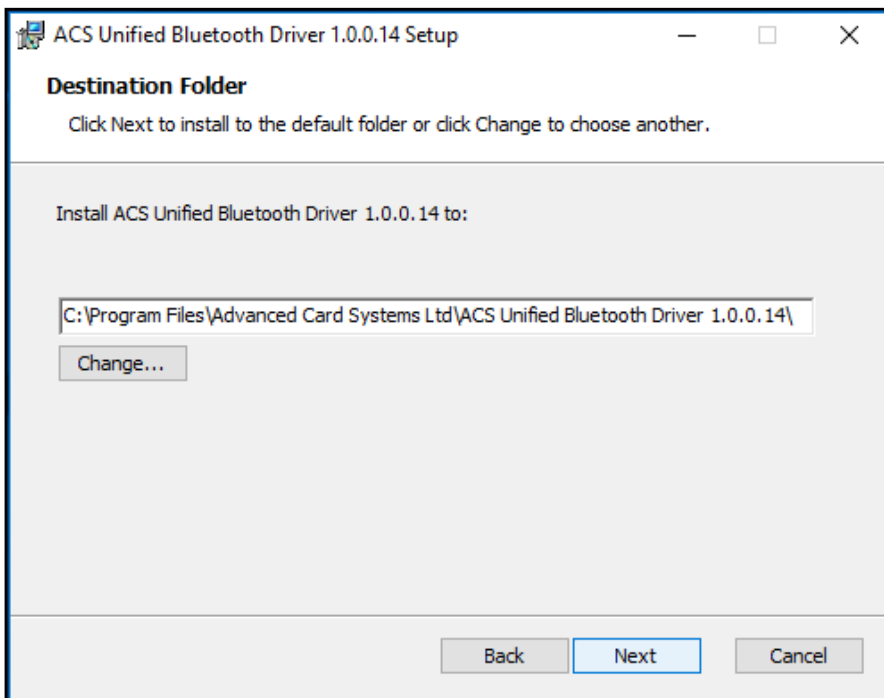 ACS Unified Bluetooth Driver 1.0.0.14 Setup
Destination Folder
Click Next to install to the default folder or click Change to choose another.
Install ACS Unified Bluetooth Driver 1.0.0.14 to:
C:\Program Files\Advanced Card Systems Ltd\ACS Unified Bluetooth Driver 1.0.0.14\
Change...
Back Next Cancel